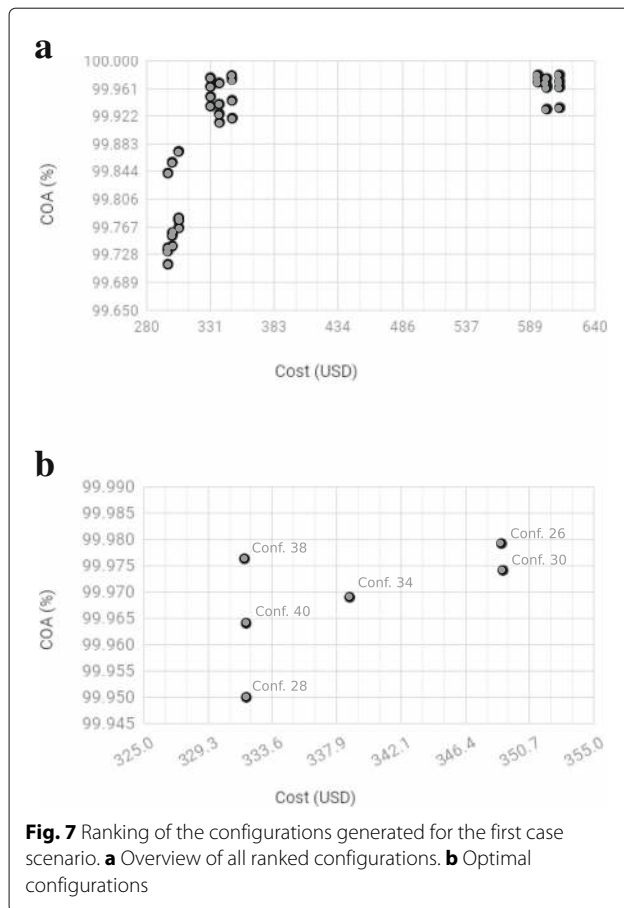 a
100.000
99.961
99.922
99.883
99.844
99.806
99.767
99.728
99.689
99.650
COA (%)
280 331 383 434 486 537 589 640
Cost (USD)
b
99.990
99.985
99.980
99.975
99.970
99.965
99.960
99.955
99.950
99.945
COA (%)
Conf. 26
Conf. 38
Conf. 30
Conf. 34
Conf. 40
Conf. 28
325.0 329.3 333.6 337.9 342.1 346.4 350.7 355.0
Cost (USD)
Fig. 7 Ranking of the configurations generated for the first case
scenario. a Overview of all ranked configurations. b Optimal
configurations